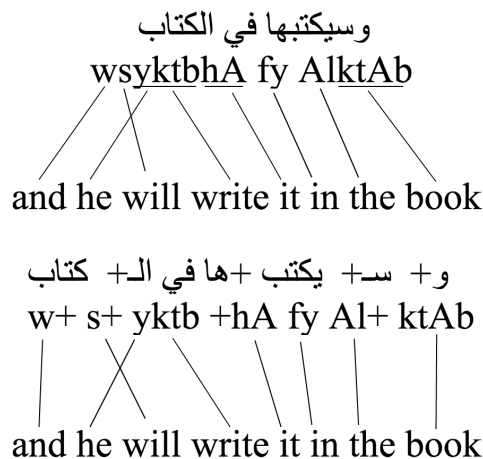 وسيكتبها في الكتاب
wsyktbhA fy AlktAb
and he will write it in the book
و+ سـ+ يكتب +ها في الـ+ كتاب
w+ s+ yktb +hA fy Al+ ktAb
and he will write it in the book